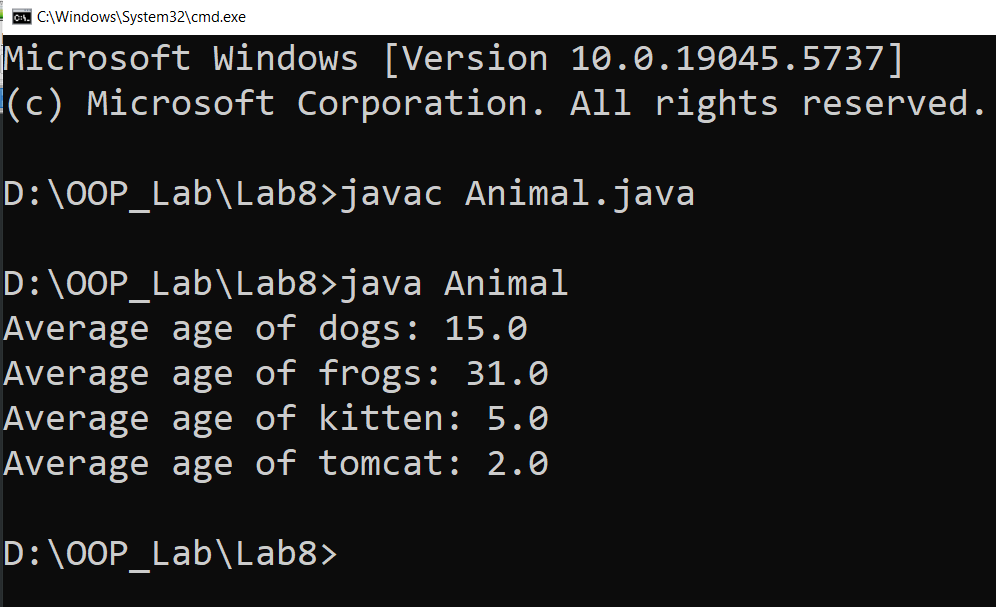 C:\Windows\System32\cmd.exe
Microsoft Windows [Version 10.0.19045.5737]
(c) Microsoft Corporation. All rights reserved.
D:\OOP_Lab\Lab8>javac Animal.java
D:\OOP_Lab\Lab8>java Animal
Average age of dogs: 15.0
Average age of frogs: 31.0
Average age of kitten: 5.0
Average age of tomcat: 2.0
D:\OOP_Lab\Lab8>